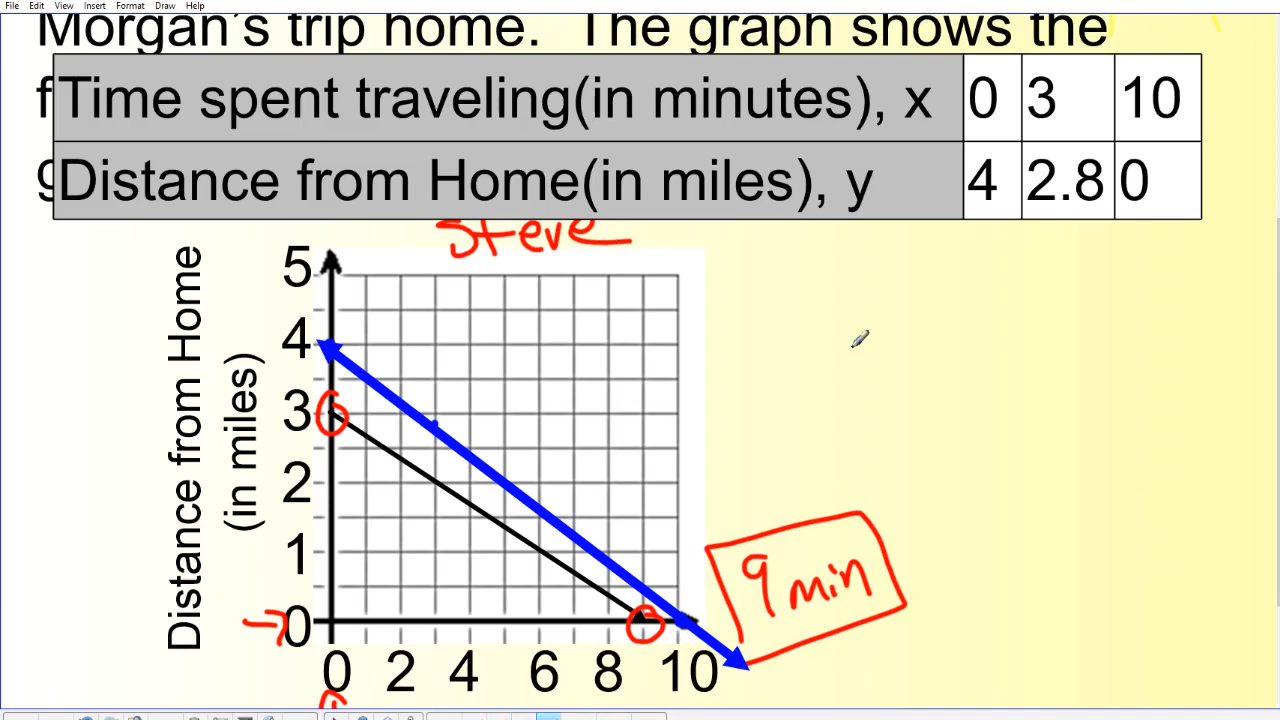 File Edit View Insert Format Draw Help
Morgan's trip home. The graph shows the
f
g
Time spent traveling(in minutes), x 0 3 10
Distance from Home(in miles), y 4 2.8 0
Steve
Distance from Home
(in miles)
5
4
3
2
1
0
0 2 4 6 8 10
9 min